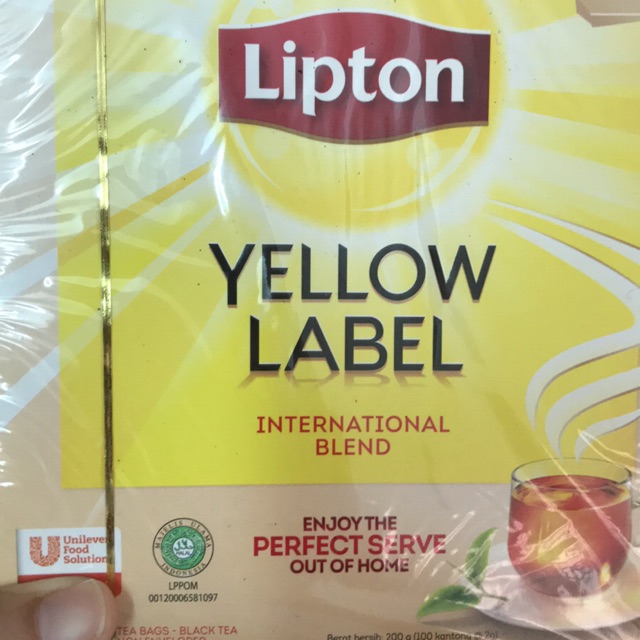 Lipton
YELLOW
LABEL
INTERNATIONAL
BLEND
Unilever
Food
Solution
MAJELIS ULAMA
INDONESIA
LPPOM
00120006581097
ENJOY THE
PERFECT SERVE
OUT OF HOME
TEA BAGS - BLACK TEA
Berat bersih: 200 g (100 kantong